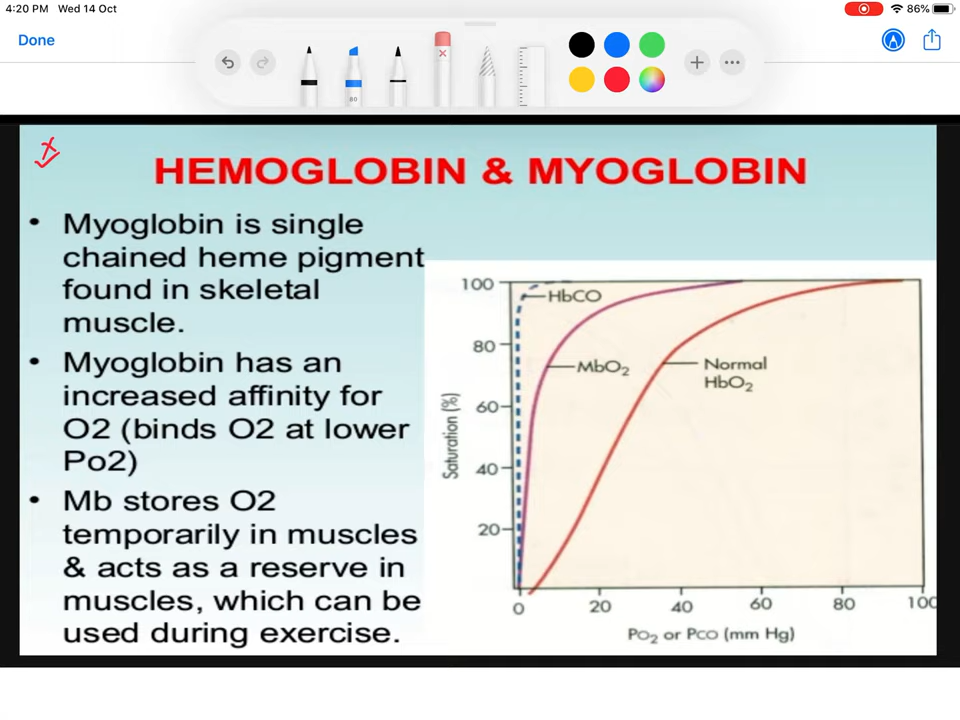 4:20 PM Wed 14 Oct
86%
Done
80
HEMOGLOBIN & MYOGLOBIN
• Myoglobin is single
chained heme pigment
found in skeletal
muscle.
• Myoglobin has an
increased affinity for
O2 (binds O2 at lower
Po2)
• Mb stores O2
temporarily in muscles
& acts as a reserve in
muscles, which can be
used during exercise.
100
80
60
40
20
Saturation (%)
HbCO
MbO₂
Normal
HbO₂
0 20 40 60 80 100
PO₂ or PCO (mm Hg)